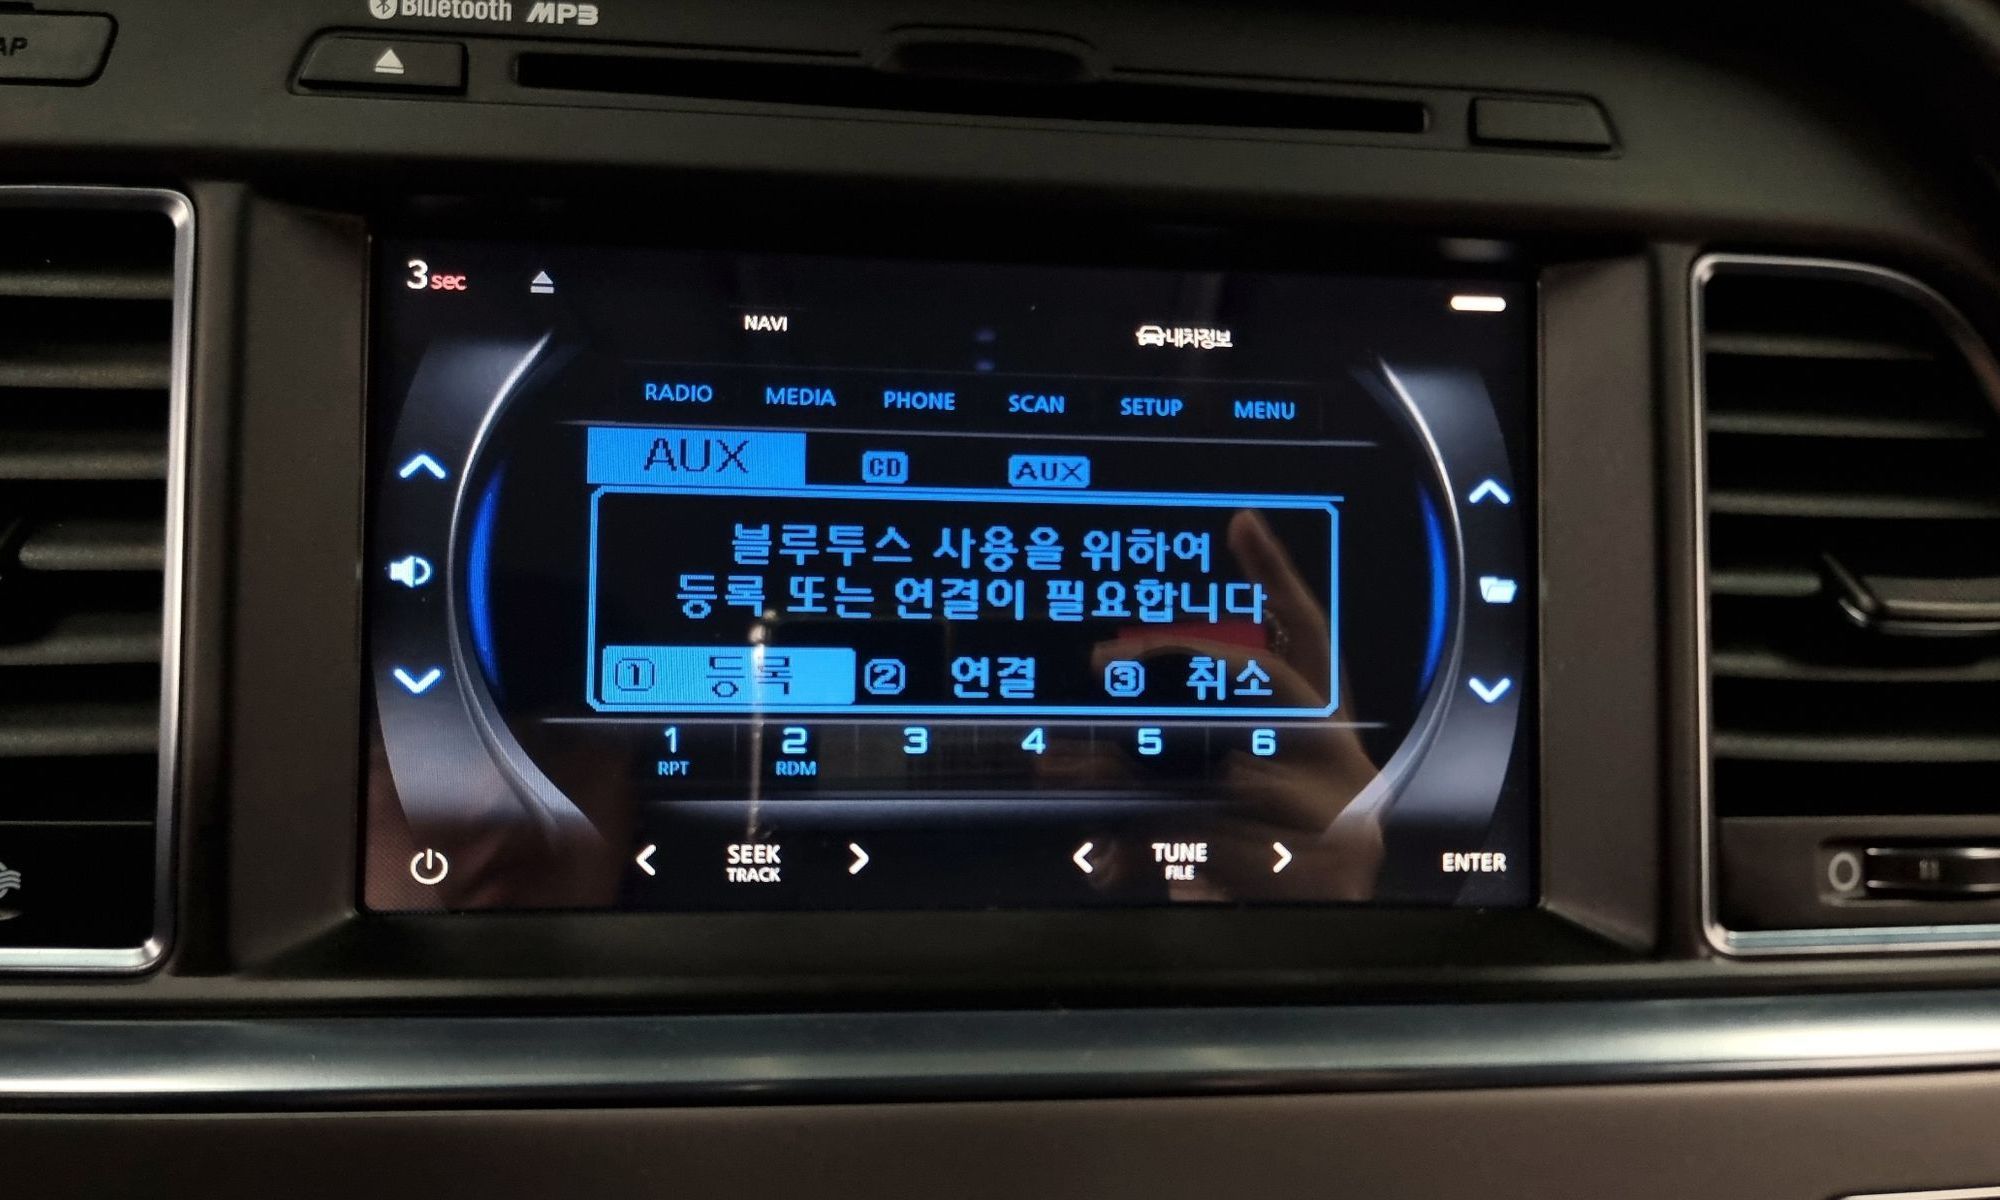 Bluetooth MP3
AP
3 sec
NAVI
내차정보
RADIO MEDIA PHONE SCAN SETUP MENU
AUX CD AUX
블루투스 사용을 위하여
등록 또는 연결이 필요합니다
① 등록 ② 연결 ③ 취소
1 2 3 4 5 6
RPT RDM
SEEK TUNE ENTER
TRACK FILE